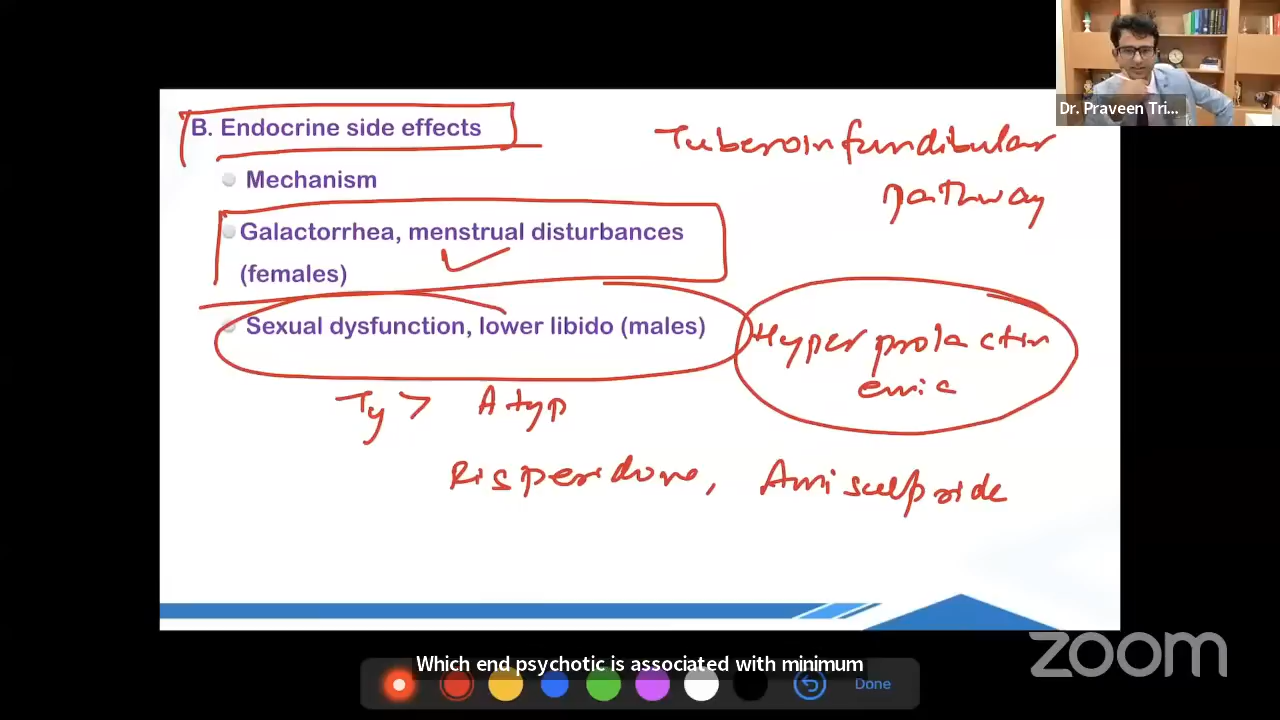 Dr. Praveen Tri...
B. Endocrine side effects
Mechanism
Galactorrhea, menstrual disturbances
(females)
Sexual dysfunction, lower libido (males)
Tuberoinfundibular
pathway
Hyperprolactin
emia
Ty > Atyp
Risperidone, Amisulpride
Which end psychotic is associated with minimum
Done
zoom